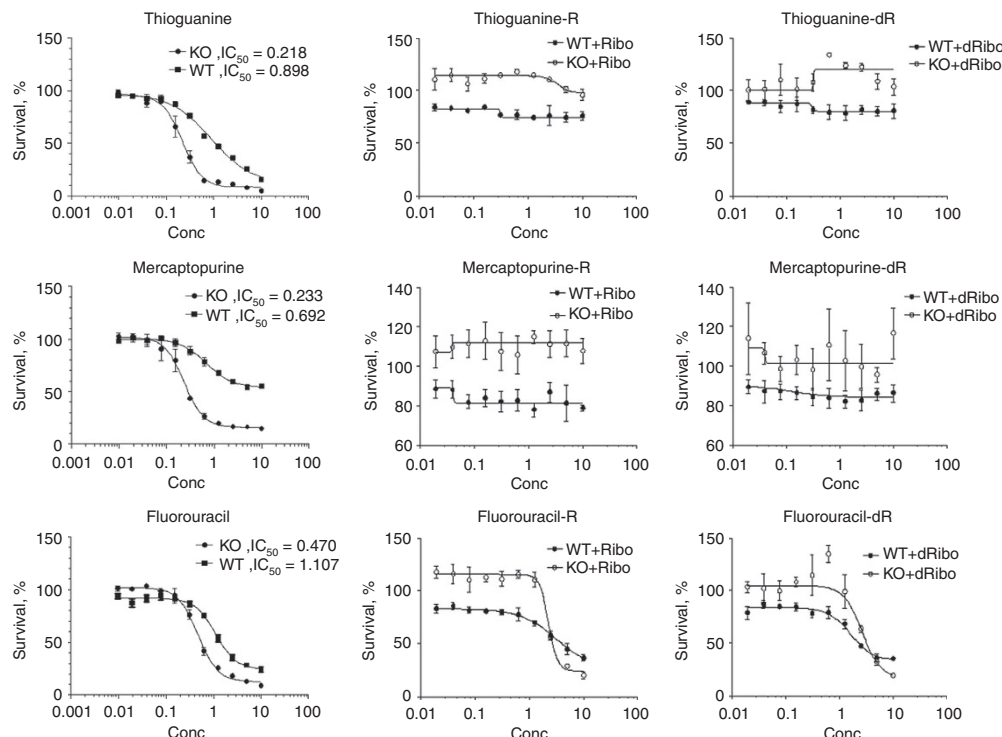 Thioguanine
150
100
50
0
Survival, %
KO ,IC50 = 0.218
WT ,IC50 = 0.898
0.001 0.01 0.1 1 10 100
Conc
Thioguanine-R
150
100
50
0
Survival, %
WT+Ribo
KO+Ribo
0.01 0.1 1 10 100
Conc
Thioguanine-dR
150
100
50
0
Survival, %
WT+dRibo
KO+dRibo
0.01 0.1 1 10 100
Conc
Mercaptopurine
150
100
50
0
Survival, %
KO ,IC50 = 0.233
WT ,IC50 = 0.692
0.001 0.01 0.1 1 10 100
Conc
Mercaptopurine-R
140
120
100
80
60
Survival, %
WT+Ribo
KO+Ribo
0.01 0.1 1 10 100
Conc
Mercaptopurine-dR
140
120
100
80
60
Survival, %
WT+dRibo
KO+dRibo
0.01 0.1 1 10 100
Conc
Fluorouracil
150
100
50
0
Survival, %
KO ,IC50 = 0.470
WT ,IC50 = 1.107
0.001 0.01 0.1 1 10 100
Conc
Fluorouracil-R
150
100
50
0
Survival, %
WT+Ribo
KO+Ribo
0.01 0.1 1 10 100
Conc
Fluorouracil-dR
150
100
50
0
Survival, %
WT+dRibo
KO+dRibo
0.01 0.1 1 10 100
Conc